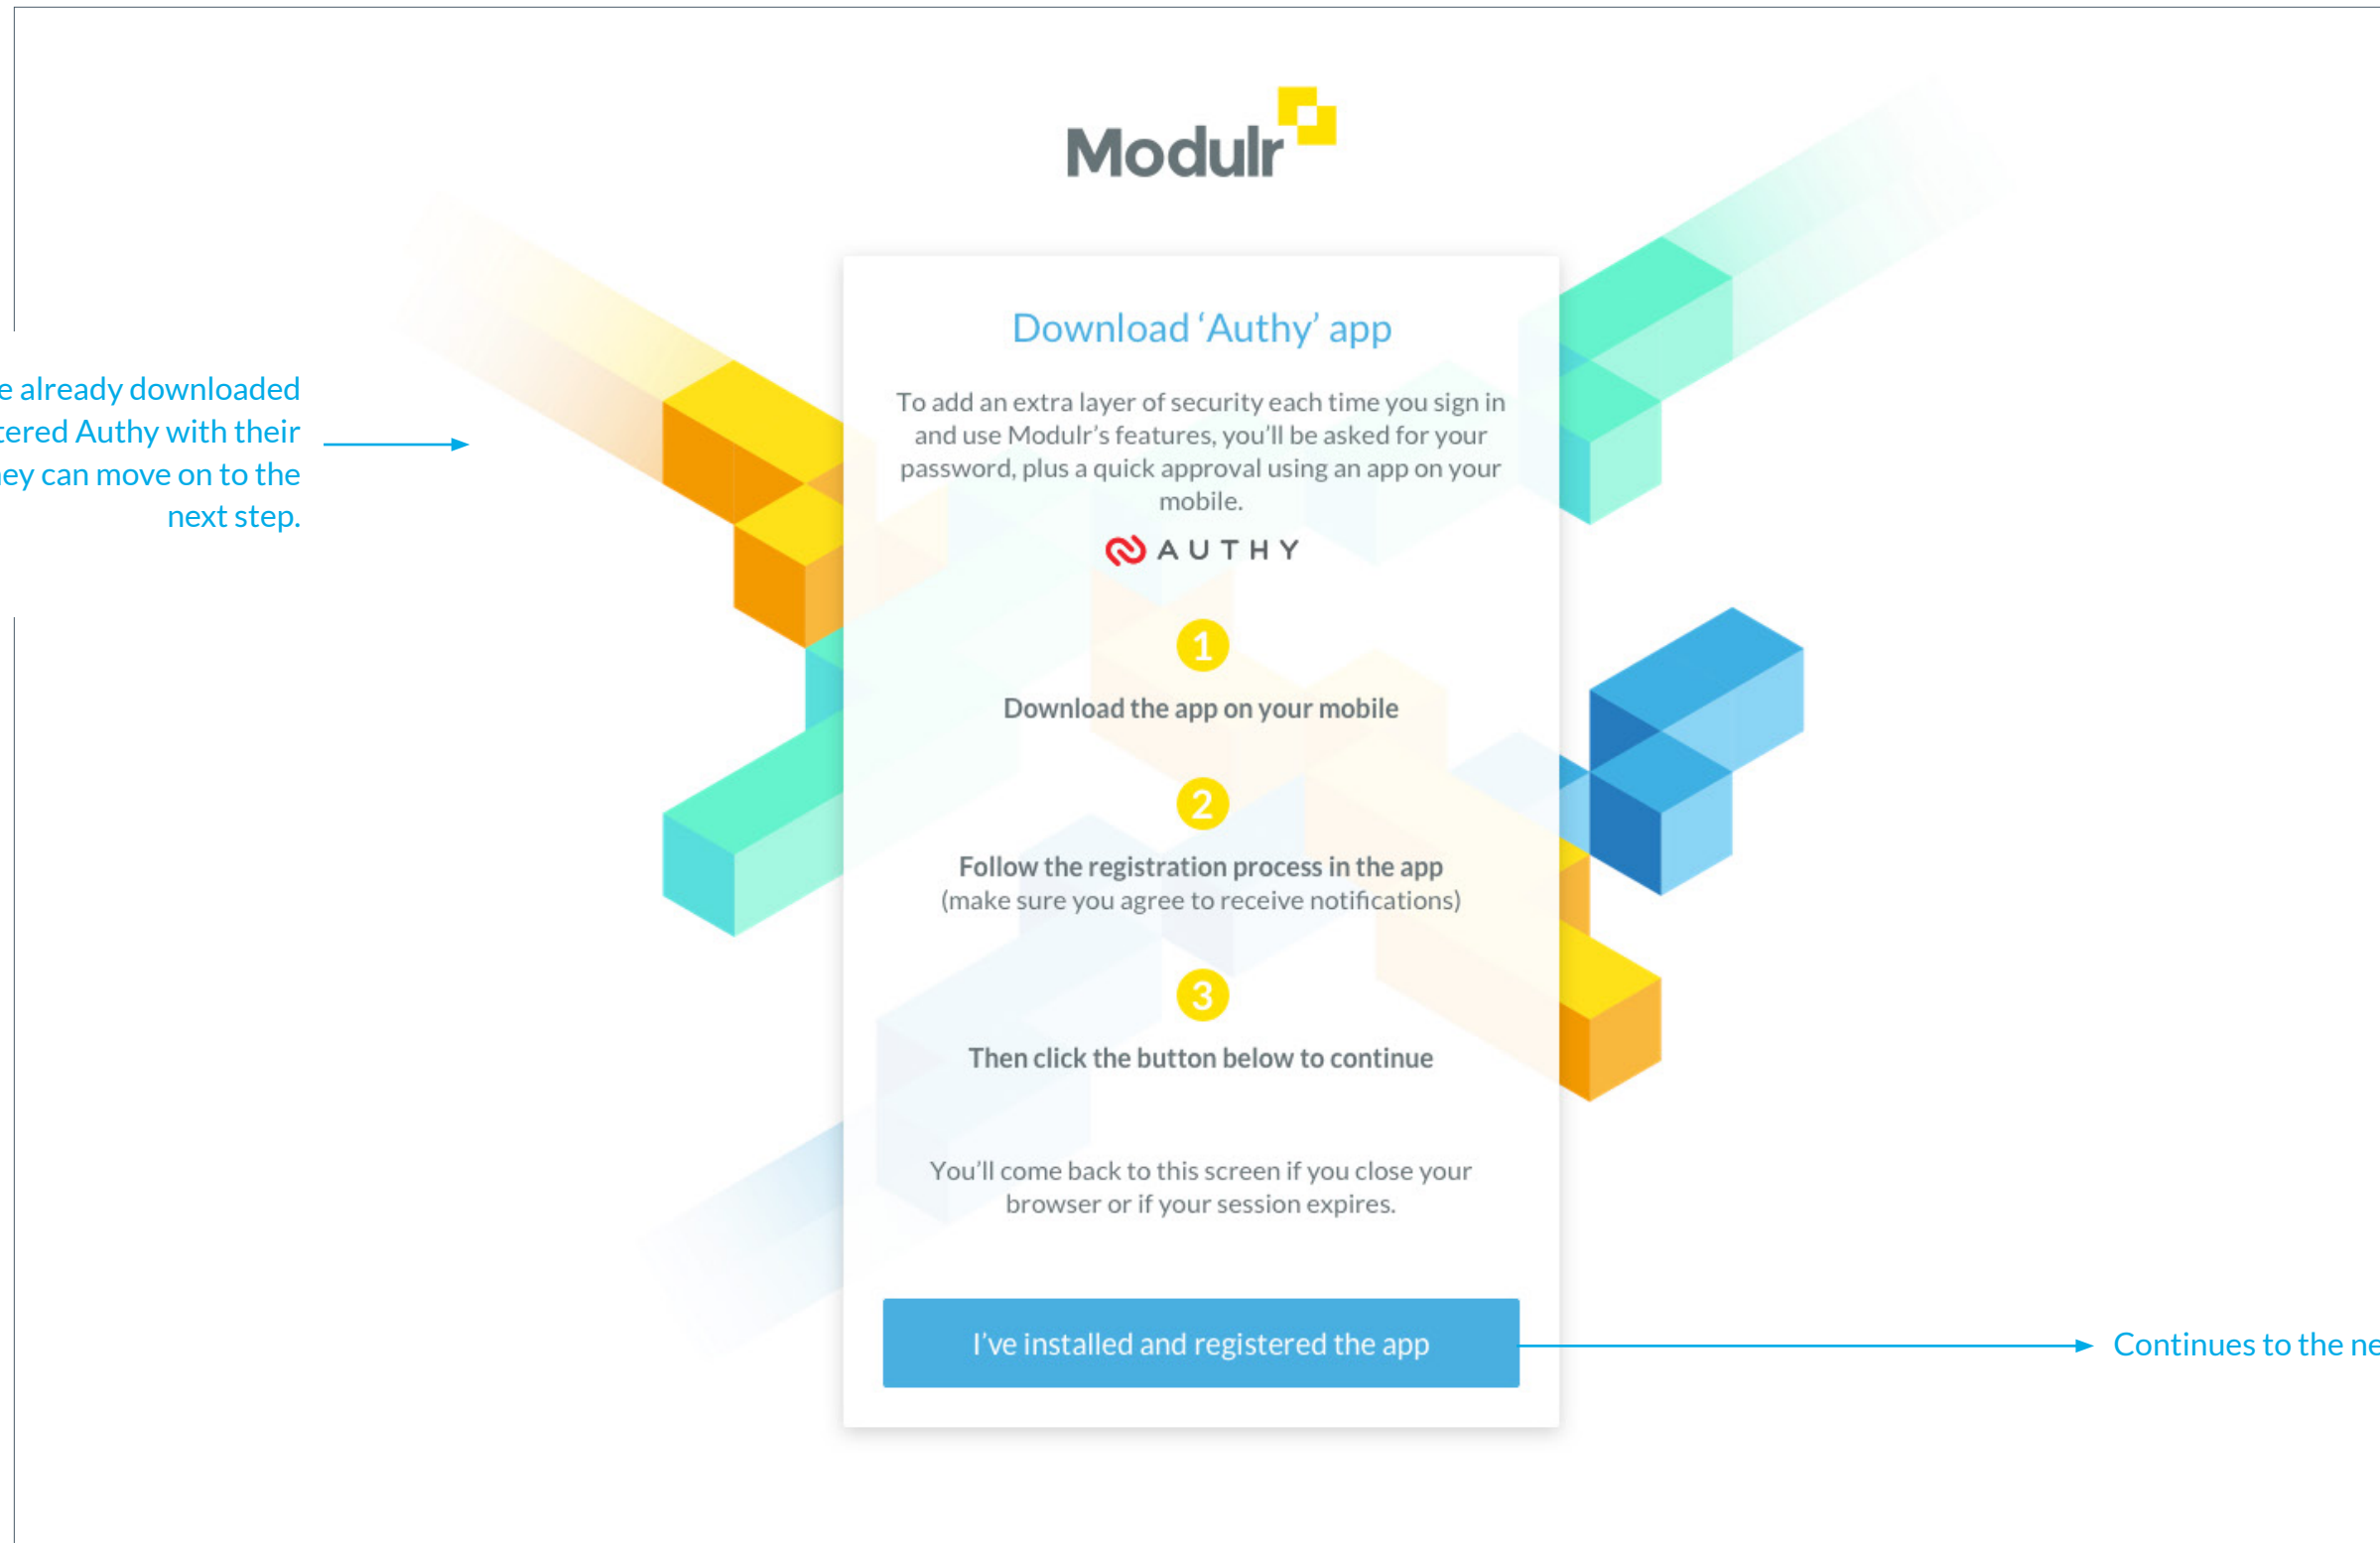 Modulr
Download ‘Authy’ app
To add an extra layer of security each time you sign in
and use Modulr’s features, you’ll be asked for your
password, plus a quick approval using an app on your
mobile.
AUTHY
1
Download the app on your mobile
2
Follow the registration process in the app
(make sure you agree to receive notifications)
3
Then click the button below to continue
You’ll come back to this screen if you close your
browser or if your session expires.
I’ve installed and registered the app
already downloaded
Authy with their
can move on to the
next step.
Continues to the